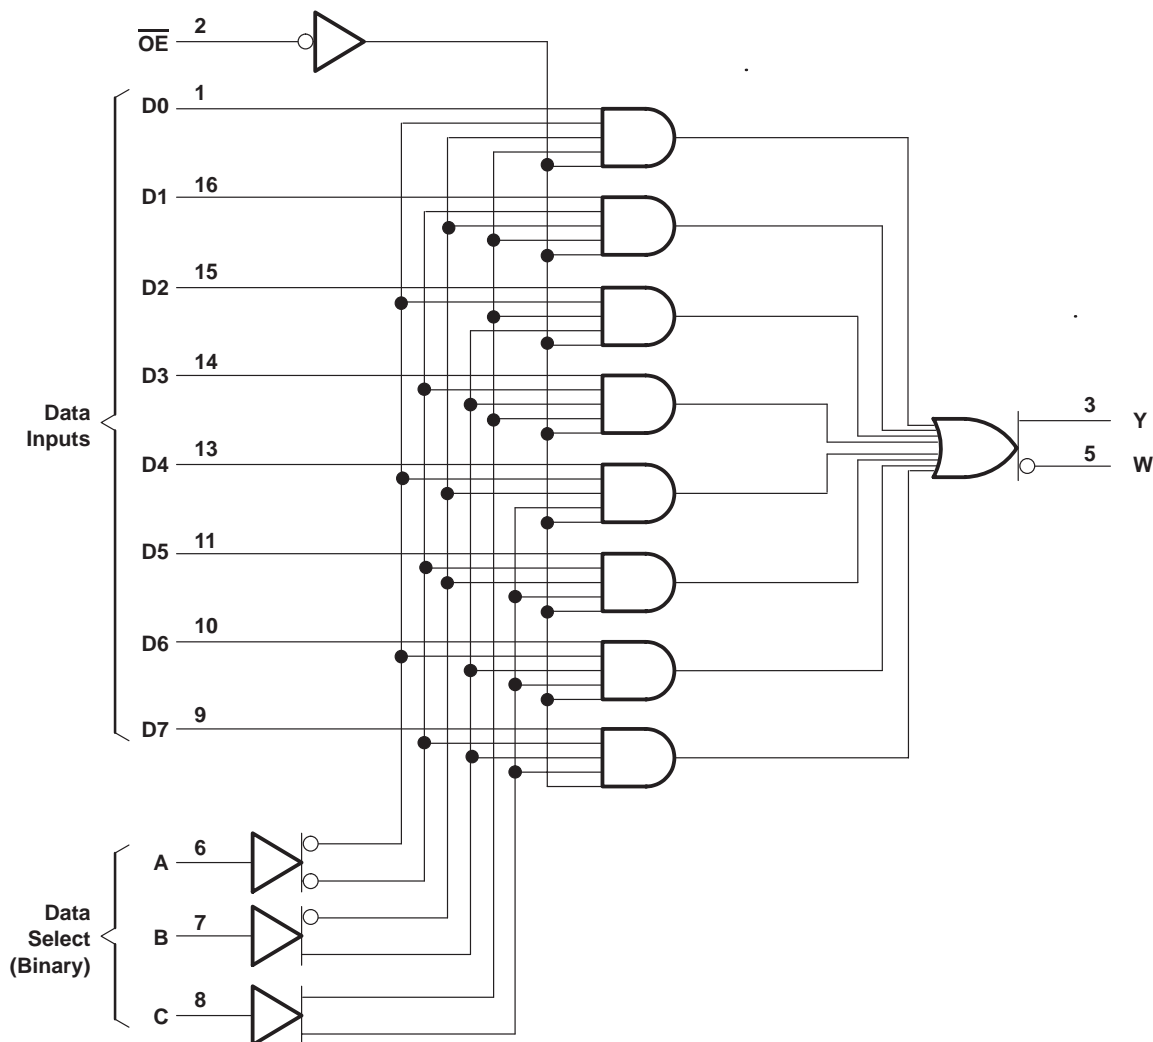 OE 2
D0 1
D1 16
D2 15
D3 14
Data
Inputs
D4 13
D5 11
D6 10
D7 9
3 Y
5 W
A 6
Data
Select
(Binary)
B 7
C 8